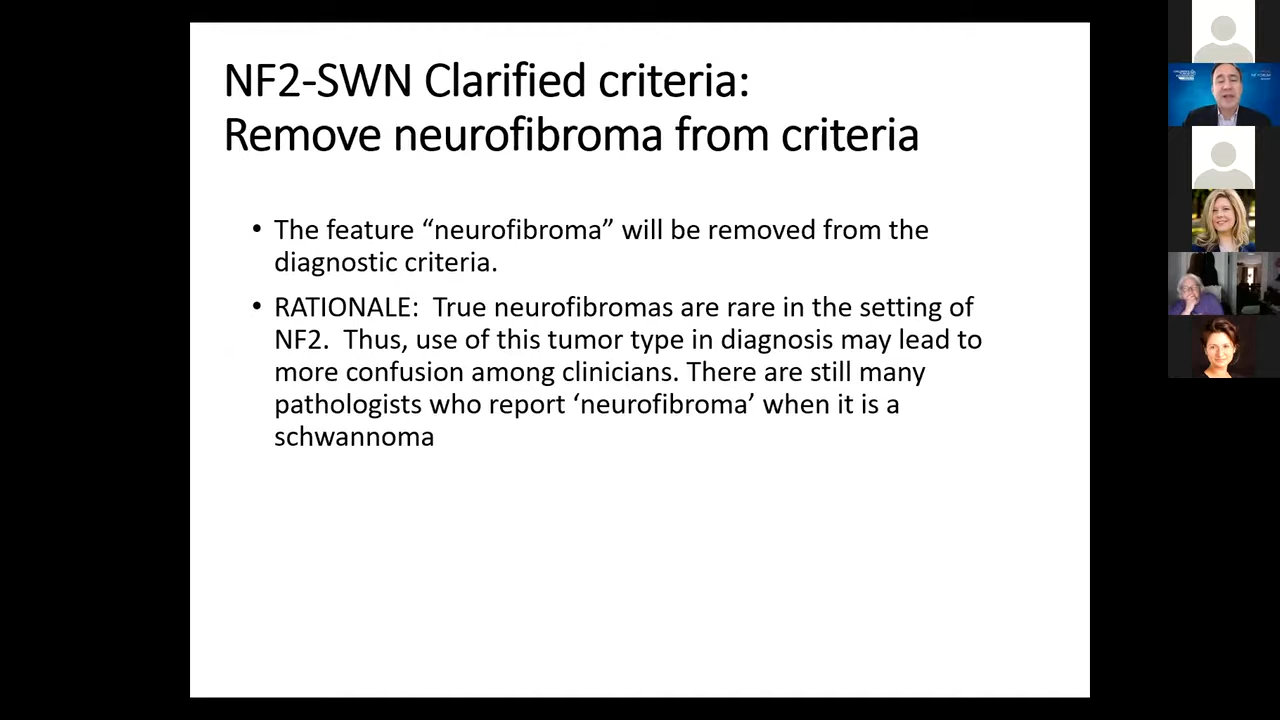 NF2-SWN Clarified criteria:
Remove neurofibroma from criteria
• The feature “neurofibroma” will be removed from the
diagnostic criteria.
• RATIONALE:  True neurofibromas are rare in the setting of
NF2.  Thus, use of this tumor type in diagnosis may lead to
more confusion among clinicians. There are still many
pathologists who report ‘neurofibroma’ when it is a
schwannoma